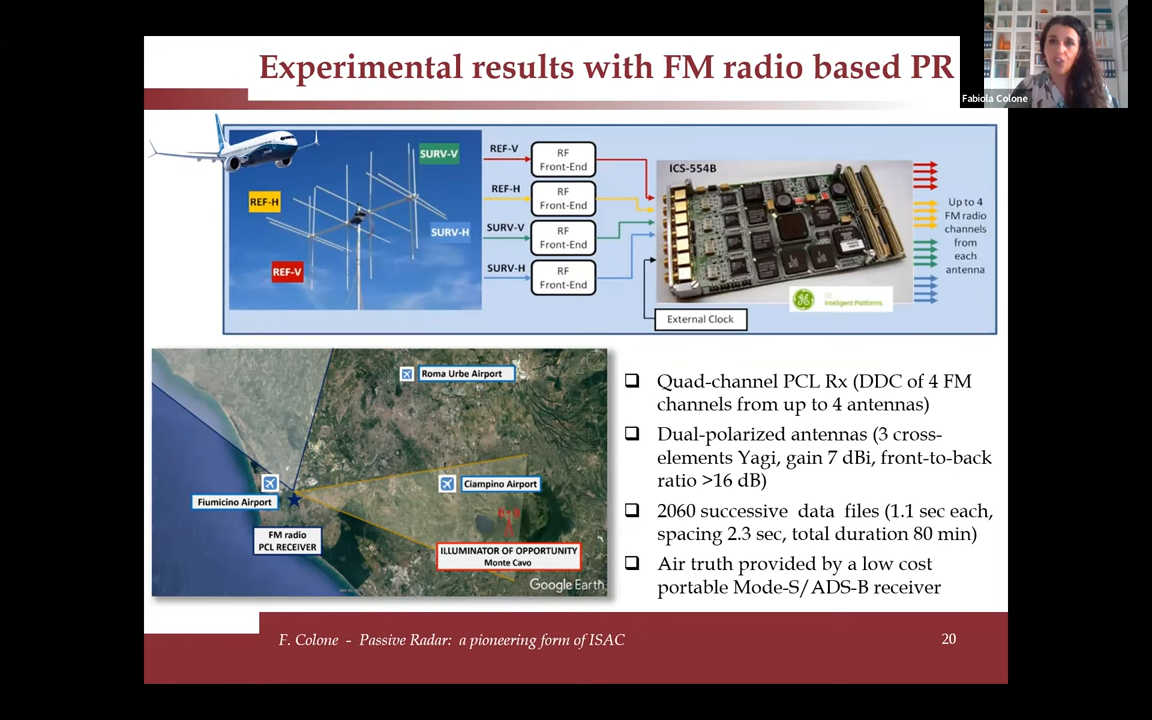 Experimental results with FM radio based PR
Fabiola Colone
SURV-V
REF-H
SURV-H
REF-V
REF-V
REF-H
SURV-V
SURV-H
RF
Front-End
RF
Front-End
RF
Front-End
RF
Front-End
ICS-554B
Intelligent Platforms
External Clock
Up to 4
FM radio
channels
from
each
antenna
Roma Urbe Airport
Ciampino Airport
Fiumicino Airport
FM radio
PCL RECEIVER
ILLUMINATOR OF OPPORTUNITY
Monte Cavo
Google Earth
❑ Quad-channel PCL Rx (DDC of 4 FM
channels from up to 4 antennas)
❑ Dual-polarized antennas (3 cross-
elements Yagi, gain 7 dBi, front-to-back
ratio >16 dB)
❑ 2060 successive data files (1.1 sec each,
spacing 2.3 sec, total duration 80 min)
❑ Air truth provided by a low cost
portable Mode-S/ADS-B receiver
F. Colone - Passive Radar: a pioneering form of ISAC
20